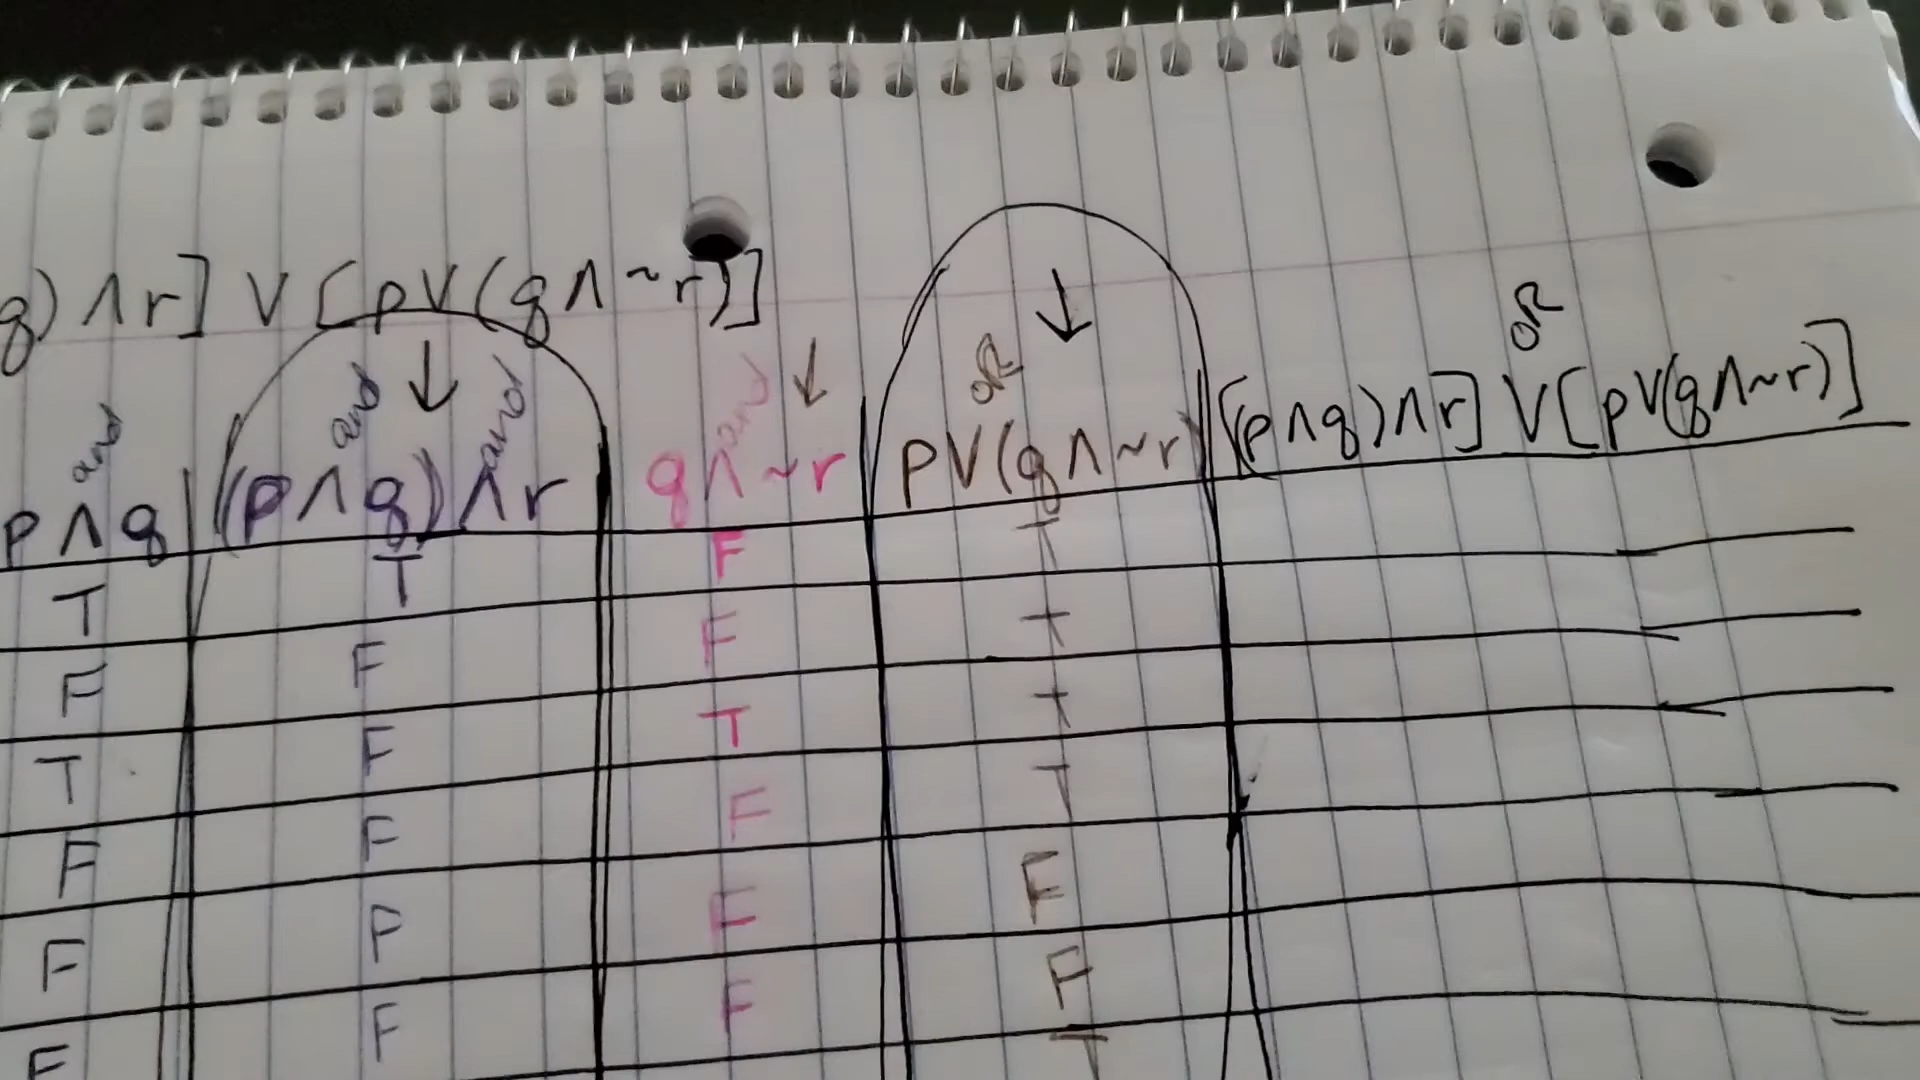 q) ∧ r] ∨ [p ∨ (q ∧ ~r)]
and and and and OR OR
p ∧ q (p ∧ q) ∧ r q ∧ ~r p ∨ (q ∧ ~r) [(p ∧ q) ∧ r] ∨ [p ∨ (q ∧ ~r)]
T T F T
F F F T
T F T T
F F F T
F P F F
F F F F
T